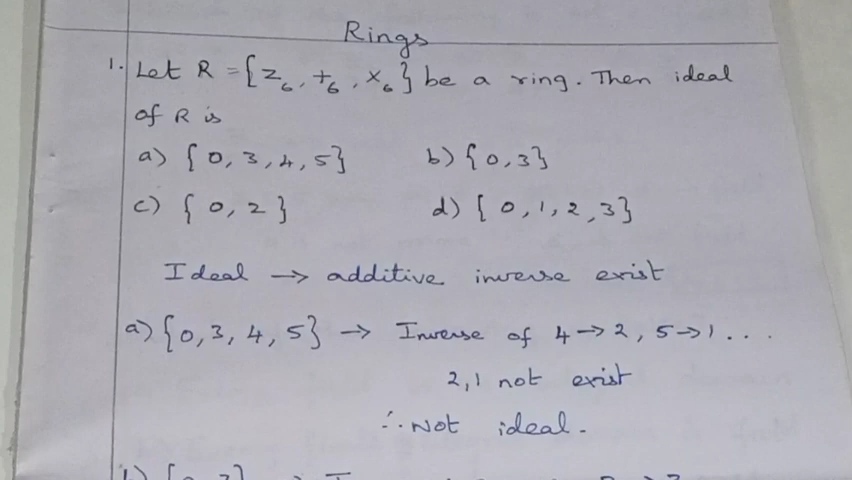 Rings
1. Let R = {Z₆, +₆, ×₆} be a ring. Then ideal
of R is
a) {0, 3, 4, 5} b) {0, 3}
c) {0, 2} d) {0, 1, 2, 3}
Ideal → additive inverse exist
a) {0, 3, 4, 5} → Inverse of 4→2, 5→1...
2, 1 not exist
∴ Not ideal.